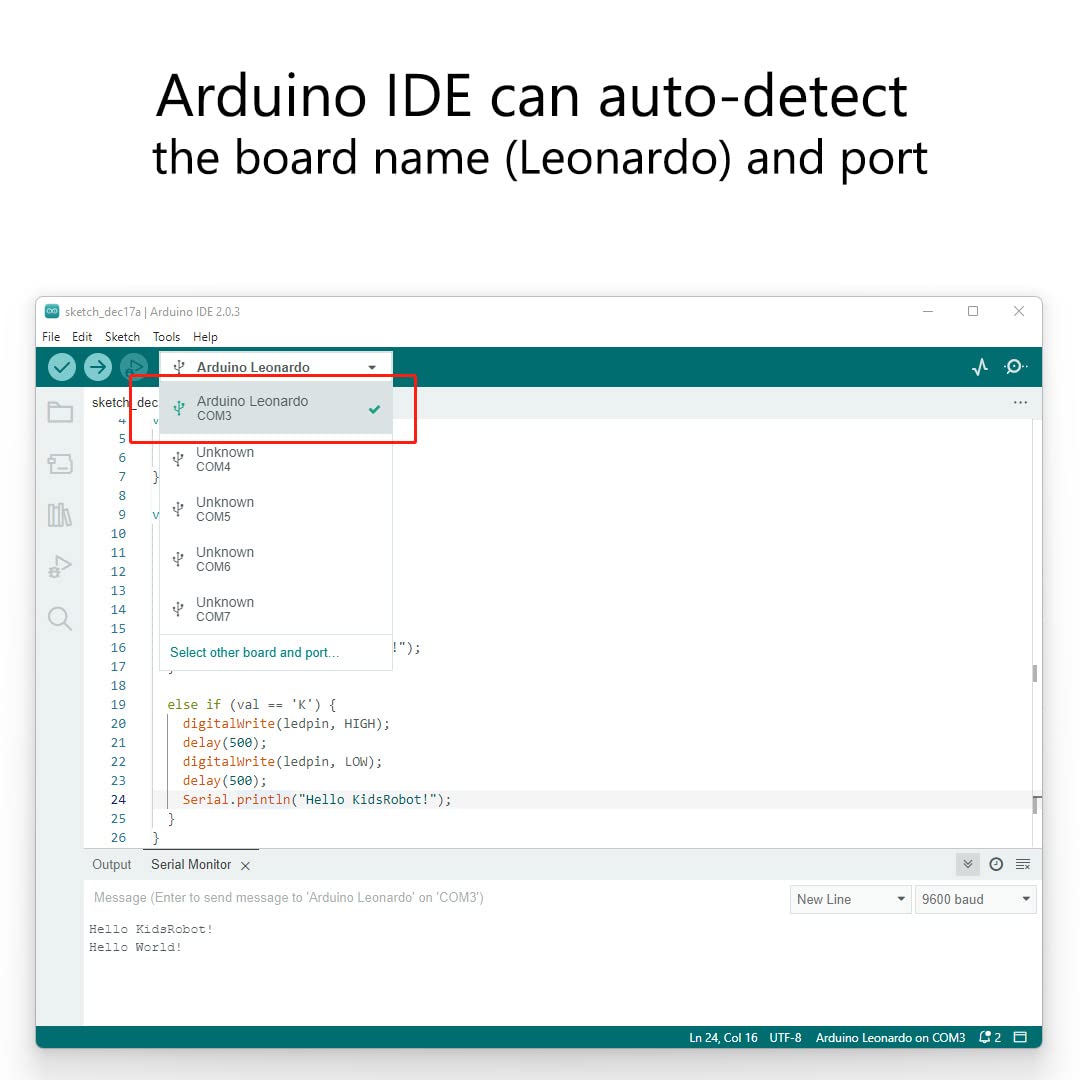 Arduino IDE can auto-detect
the board name (Leonardo) and port
sketch_dec17a | Arduino IDE 2.0.3
File Edit Sketch Tools Help
Arduino Leonardo
sketch_dec
Arduino Leonardo
COM3
Unknown
COM4
Unknown
COM5
Unknown
COM6
Unknown
COM7
Select other board and port...
4 v
5
6
7 }
8
9 v
10
11
12
13
14
15
16 !");
17
18
19 else if (val == 'K') {
20 digitalWrite(ledpin, HIGH);
21 delay(500);
22 digitalWrite(ledpin, LOW);
23 delay(500);
24 Serial.println("Hello KidsRobot!");
25 }
26 }
Output Serial Monitor
Message (Enter to send message to 'Arduino Leonardo' on 'COM3')
New Line 9600 baud
Hello KidsRobot!
Hello World!
Ln 24, Col 16 UTF-8 Arduino Leonardo on COM3 2